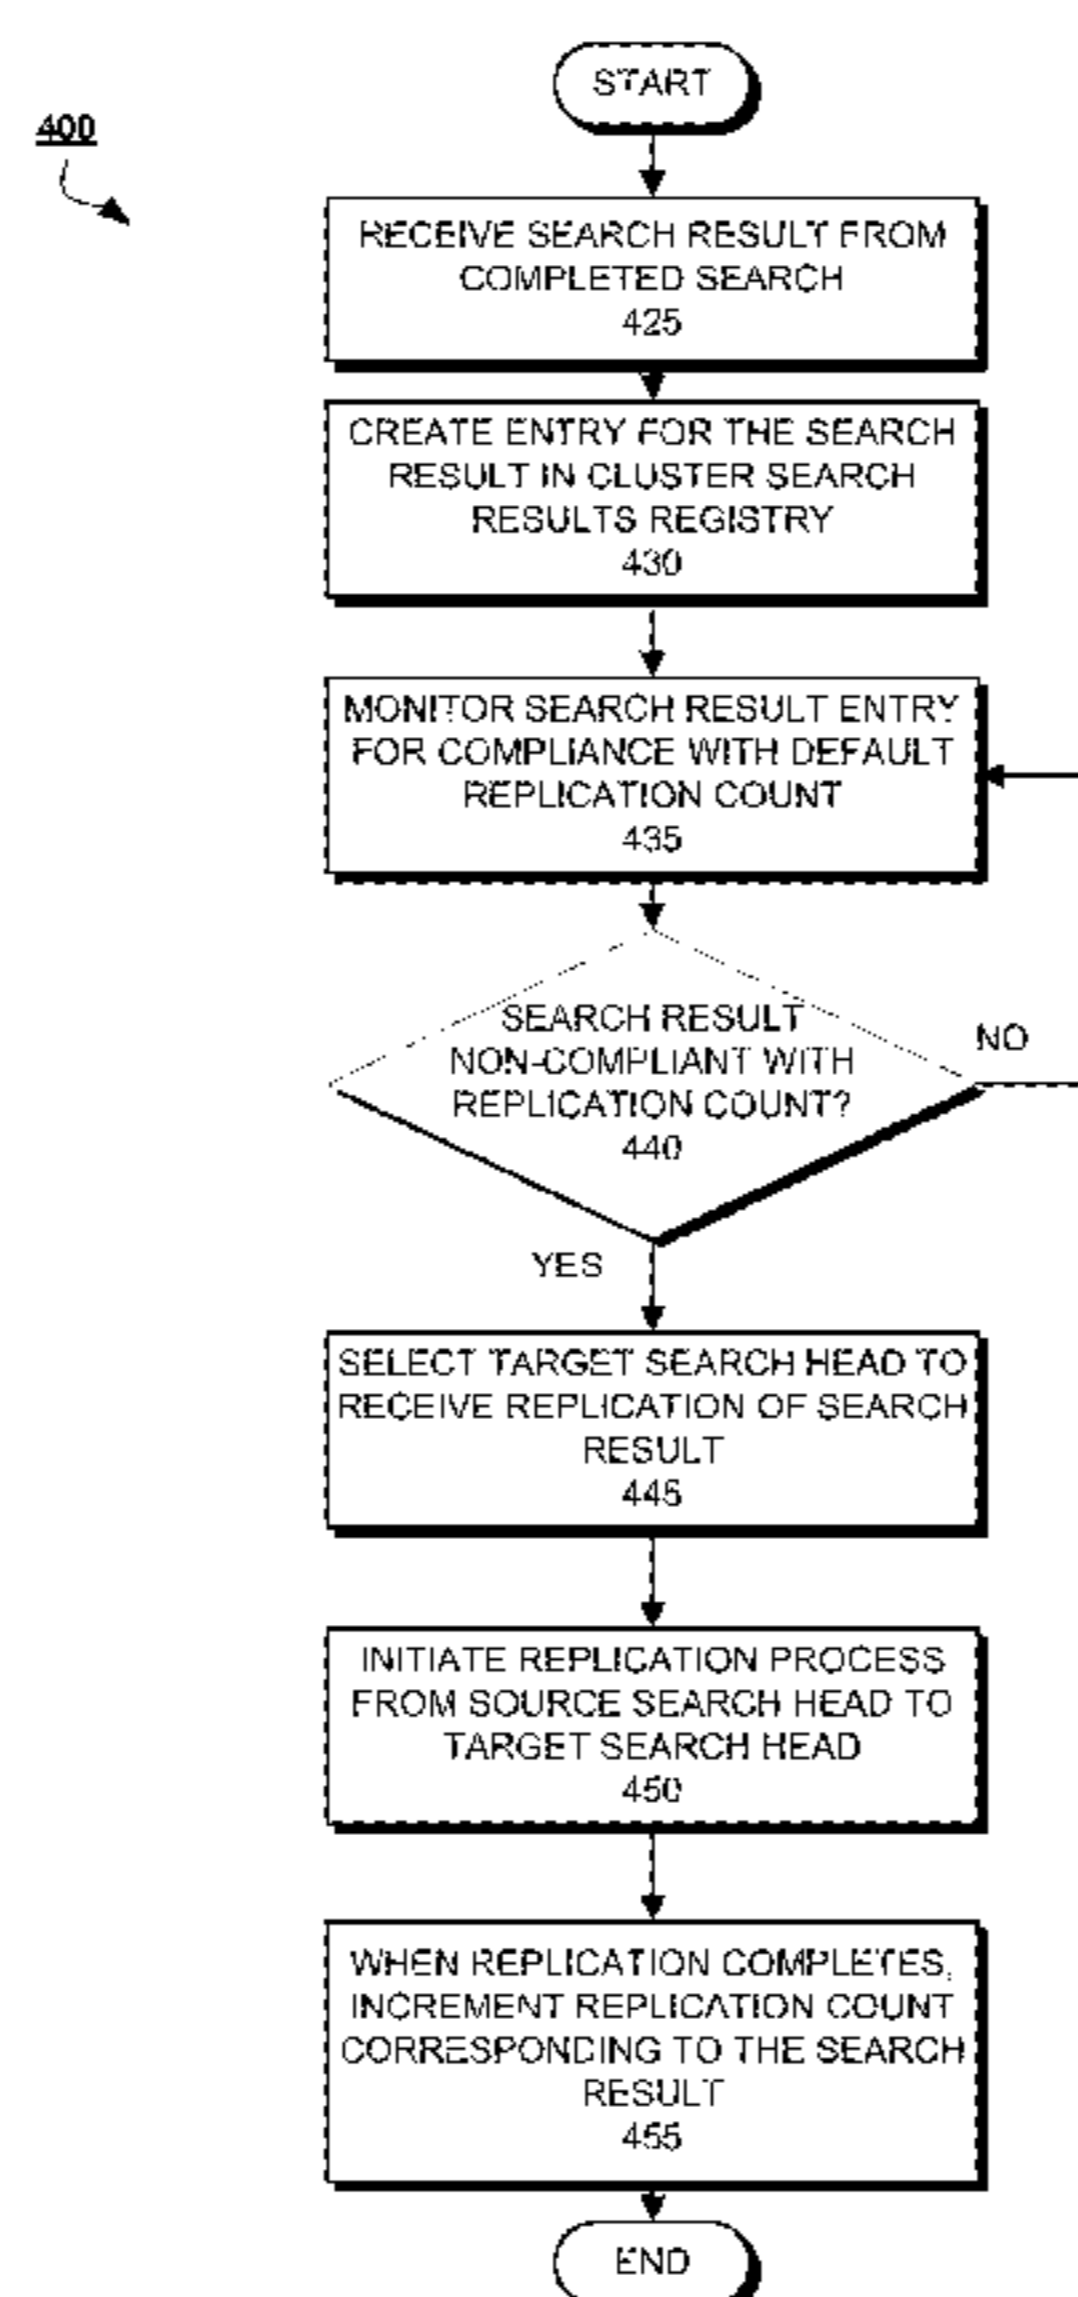 START
400
RECEIVE SEARCH RESULT FROM
COMPLETED SEARCH
425
CREATE ENTRY FOR THE SEARCH
RESULT IN CLUSTER SEARCH
RESULTS REGISTRY
430
MONITOR SEARCH RESULT ENTRY
FOR COMPLIANCE WITH DEFAULT
REPLICATION COUNT
435
SEARCH RESULT
NON-COMPLIANT WITH
REPLICATION COUNT?
440
NO
YES
SELECT TARGET SEARCH HEAD TO
RECEIVE REPLICATION OF SEARCH
RESULT
445
INITIATE REPLICATION PROCESS
FROM SOURCE SEARCH HEAD TO
TARGET SEARCH HEAD
450
WHEN REPLICATION COMPLETES,
INCREMENT REPLICATION COUNT
CORRESPONDING TO THE SEARCH
RESULT
455
END